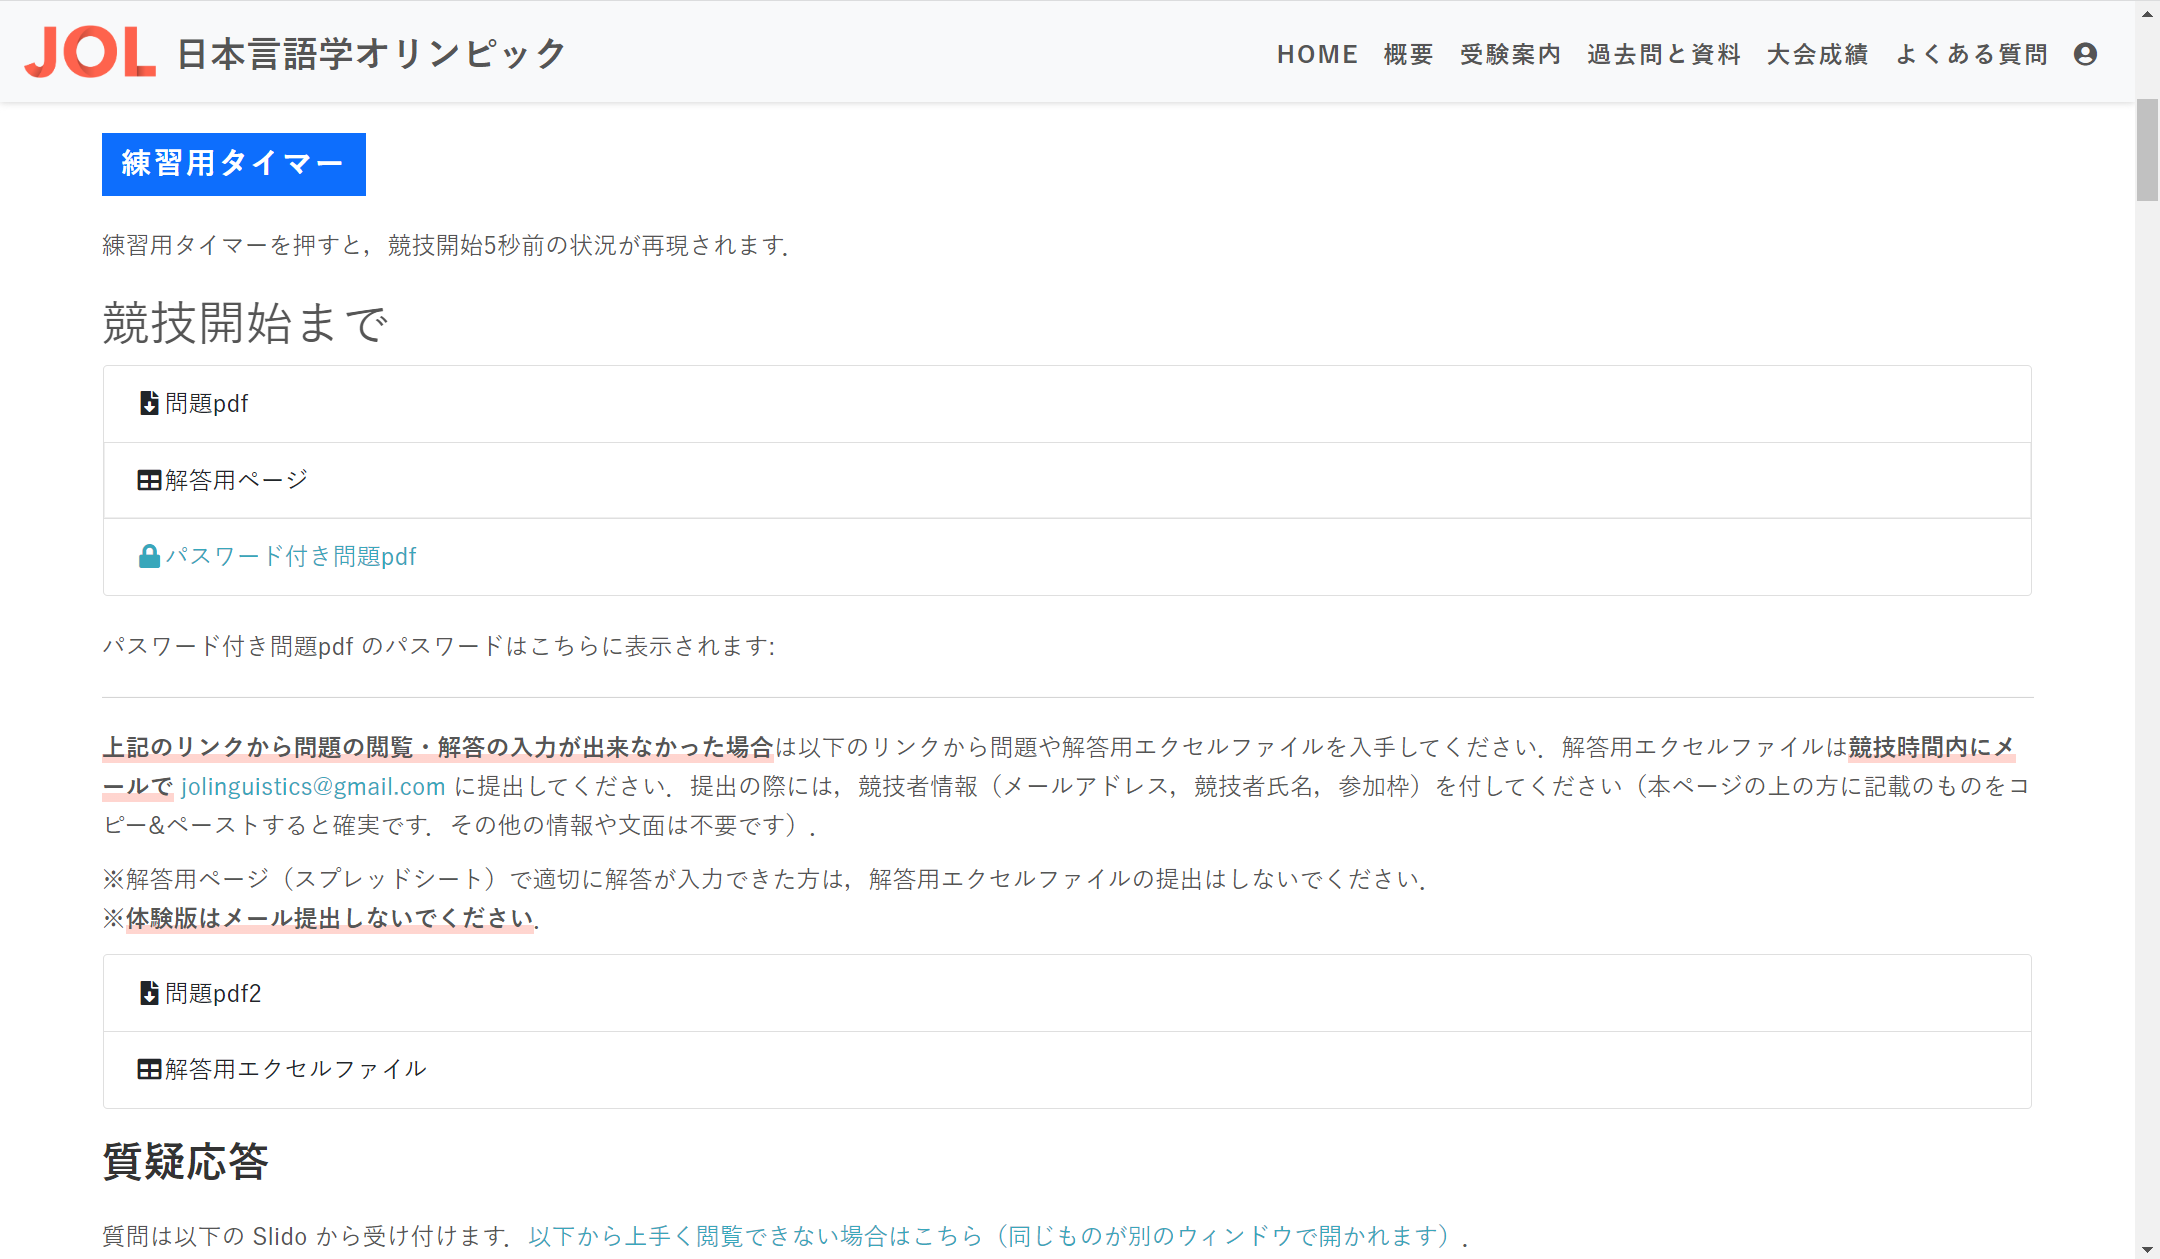 JOL 日本言語学オリンピック
HOME 概要 受験案内 過去問と資料 大会成績 よくある質問
練習用タイマー
練習用タイマーを押すと，競技開始5秒前の状況が再現されます．
競技開始まで
問題pdf
解答用ページ
パスワード付き問題pdf
パスワード付き問題pdf のパスワードはこちらに表示されます:
上記のリンクから問題の閲覧・解答の入力が出来なかった場合は以下のリンクから問題や解答用エクセルファイルを入手してください．解答用エクセルファイルは競技時間内にメ
ールで jolinguistics@gmail.com に提出してください．提出の際には，競技者情報（メールアドレス，競技者氏名，参加枠）を付してください（本ページの上の方に記載のものをコ
ピー&ペーストすると確実です．その他の情報や文面は不要です）．
※解答用ページ（スプレッドシート）で適切に解答が入力できた方は，解答用エクセルファイルの提出はしないでください．
※体験版はメール提出しないでください．
問題pdf2
解答用エクセルファイル
質疑応答
質問は以下の Slido から受け付けます．以下から上手く閲覧できない場合はこちら（同じものが別のウィンドウで開かれます）．